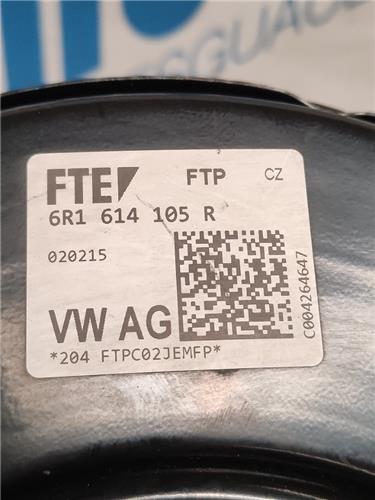 FTE FTP CZ
6R1 614 105 R
020215
VW AG
*204 FTPC02JEMFP*
C004264647